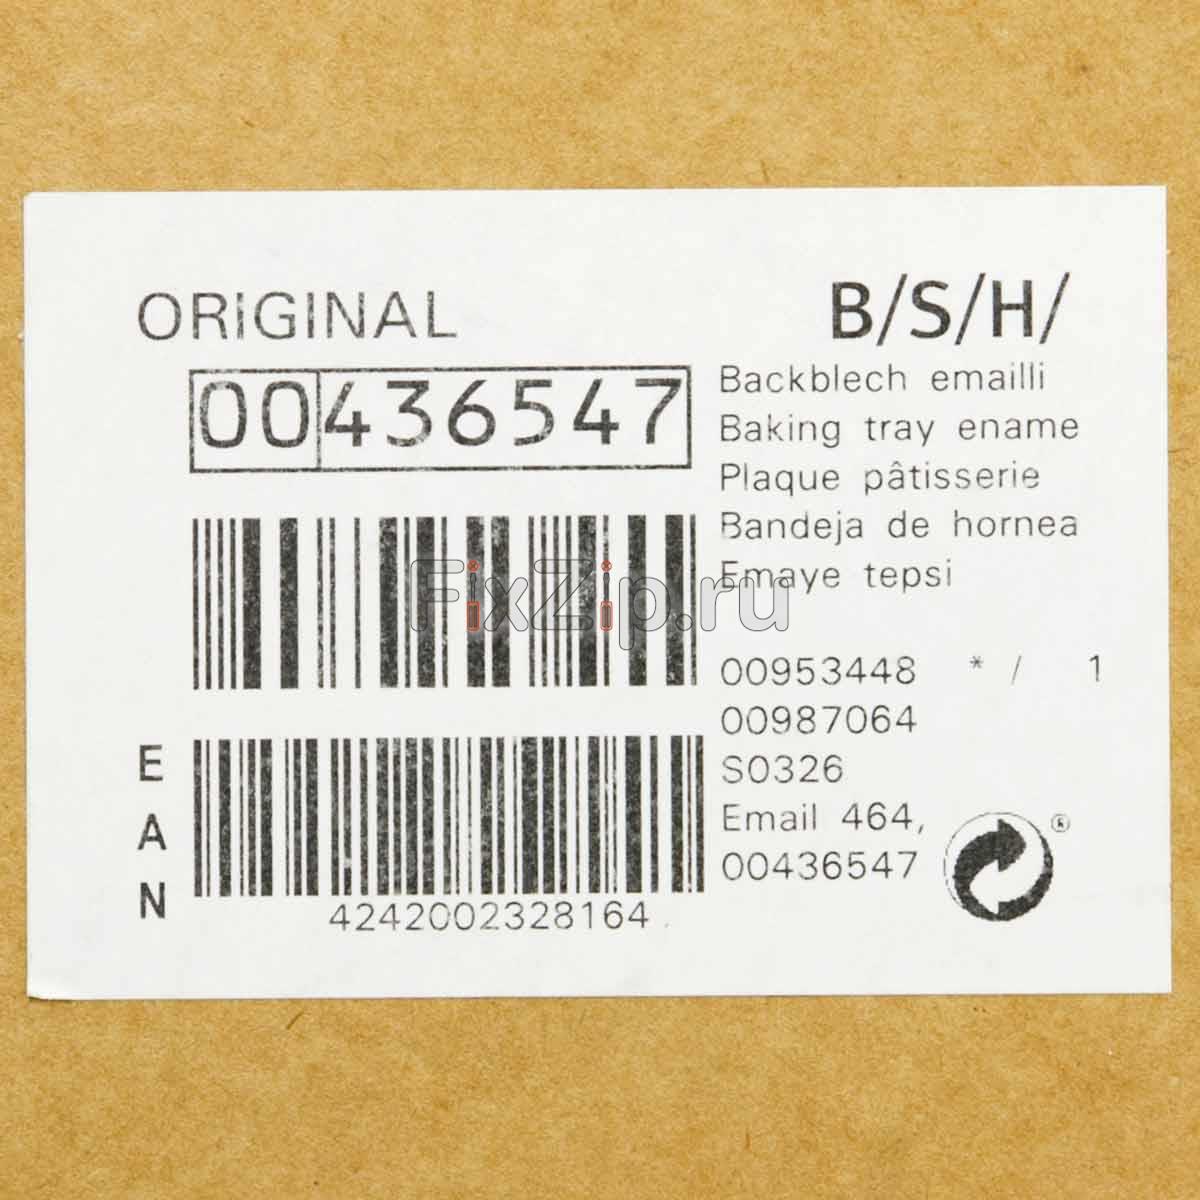 ORIGINAL
B/S/H/
00436547
Backblech emailli
Baking tray ename
Plaque pâtisserie
Bandeja de hornea
Emaye tepsi
FixZip.ru
00953448 * / 1
00987064
S0326
Email 464,
00436547
®
EAN
4242002328164